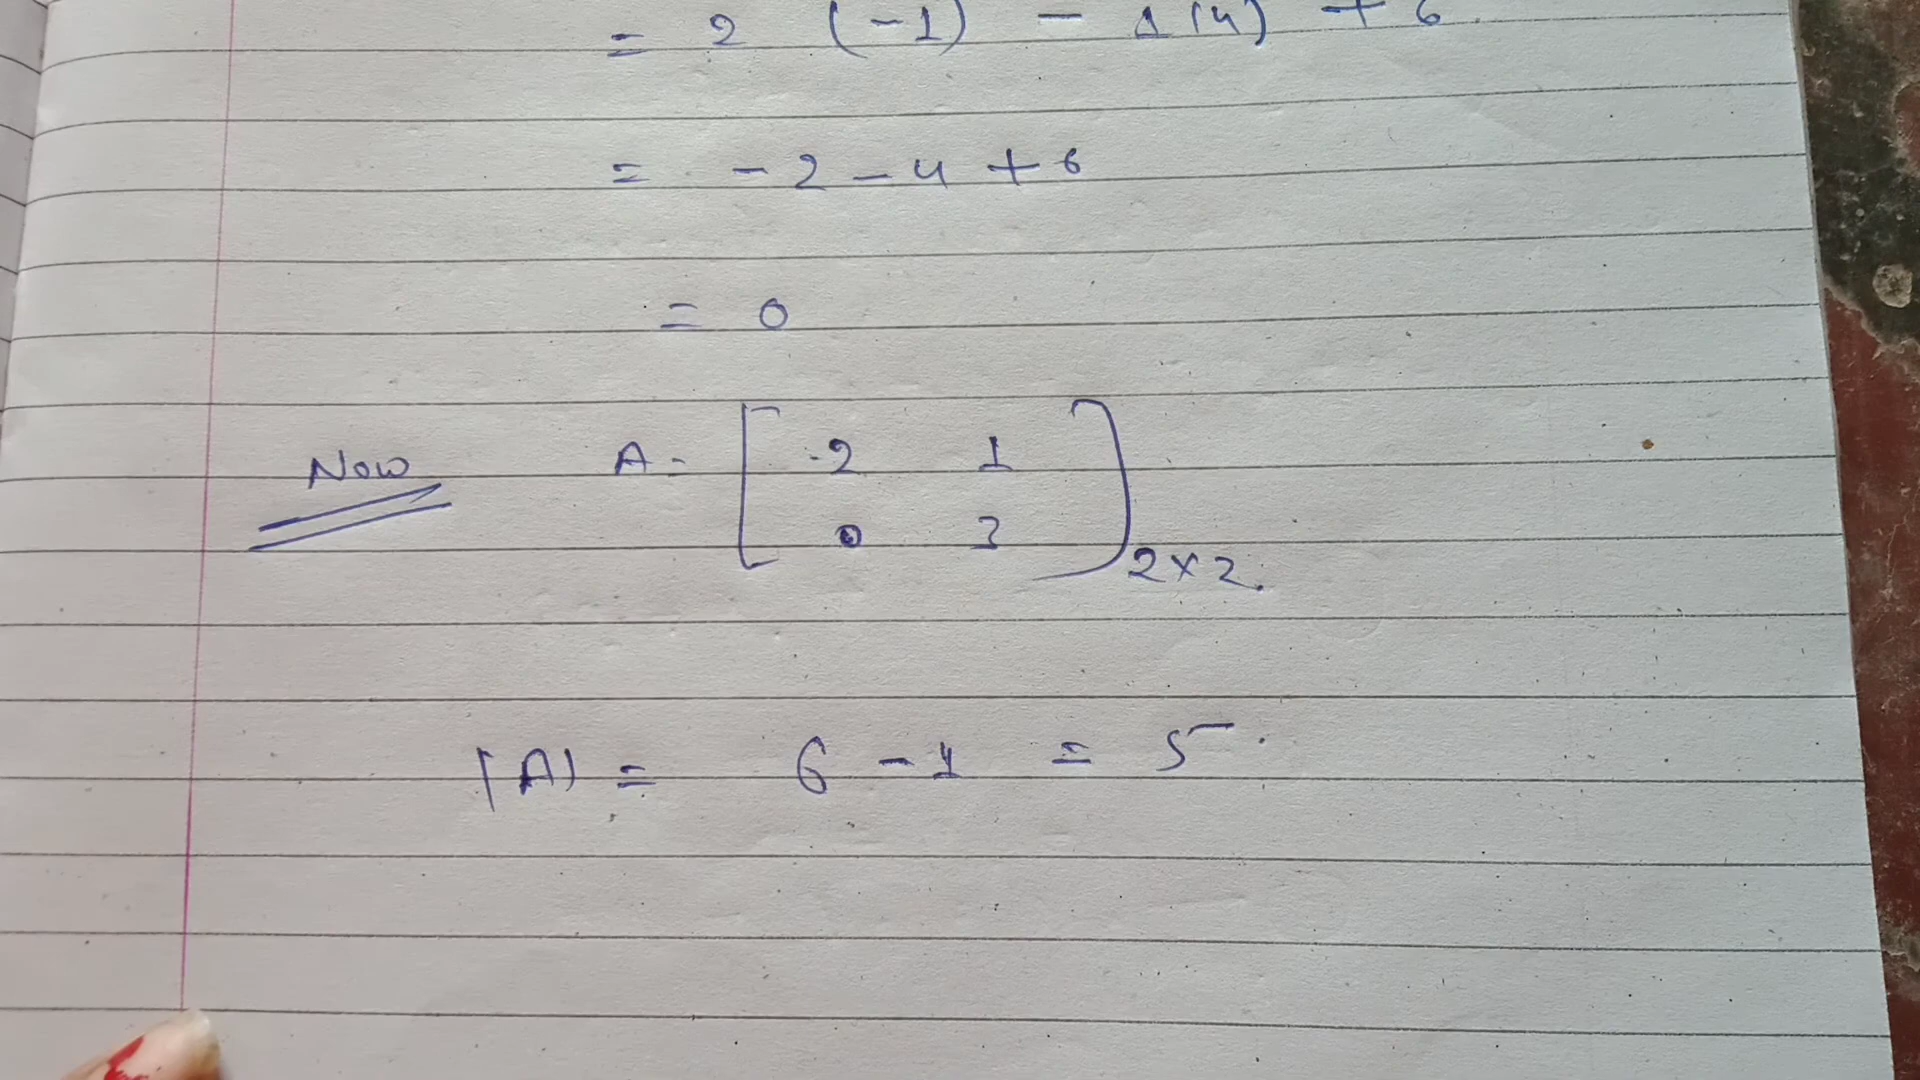 = 2 (-1) - 1(4) + 6
= -2 - 4 + 6
= 0
Now A = [ 2 1
0 3 ] 2×2.
|A| = 6 - 1 = 5.